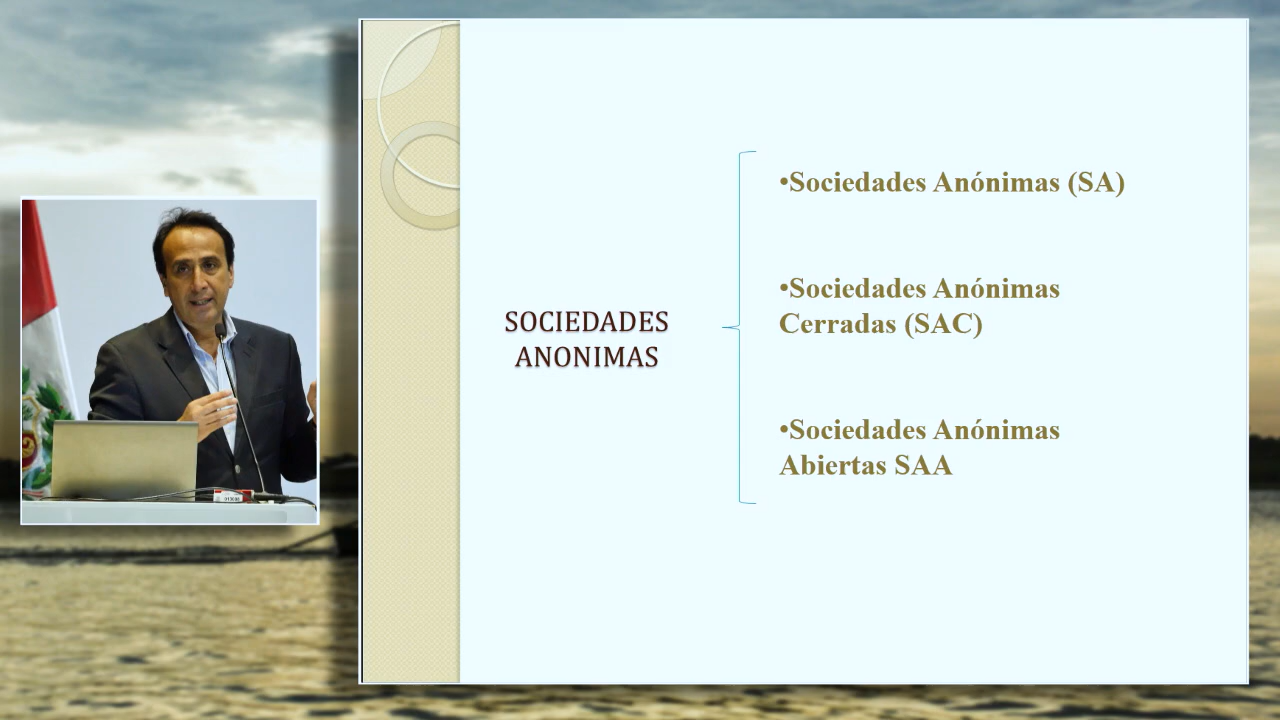 SOCIEDADES
ANONIMAS
•Sociedades Anónimas (SA)
•Sociedades Anónimas
Cerradas (SAC)
•Sociedades Anónimas
Abiertas SAA